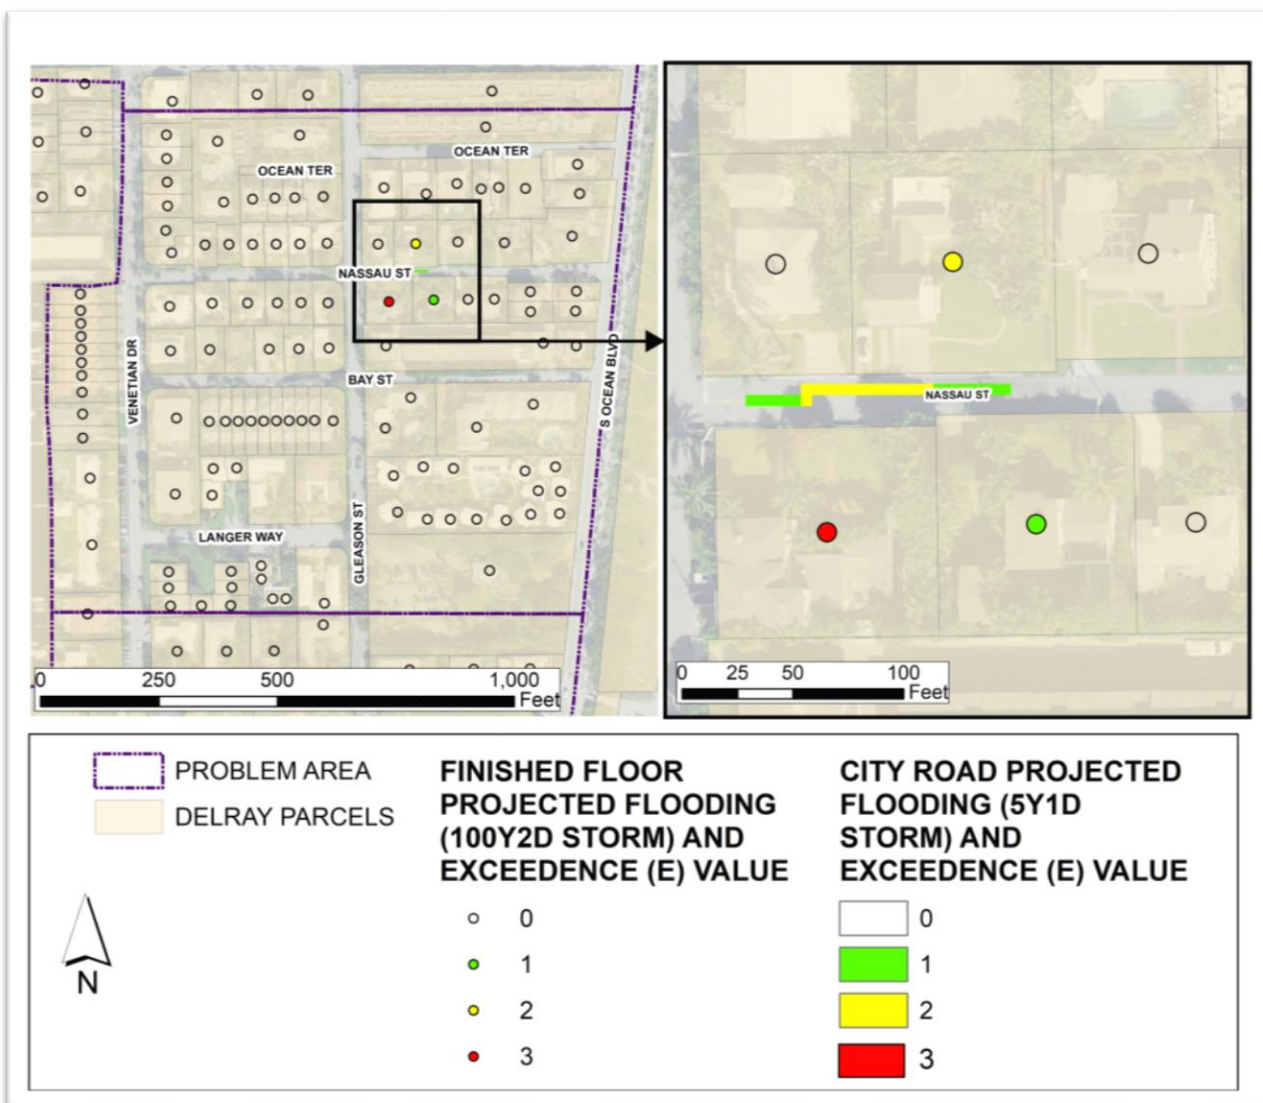 OCEAN TER
OCEAN TER
NASSAU ST
VENETIAN DR
S OCEAN BLVD
BAY ST
GLEASON ST
LANGER WAY
0 250 500 1,000
Feet
NASSAU ST
0 25 50 100
Feet
PROBLEM AREA
DELRAY PARCELS
N
FINISHED FLOOR
PROJECTED FLOODING
(100Y2D STORM) AND
EXCEEDENCE (E) VALUE
0
1
2
3
CITY ROAD PROJECTED
FLOODING (5Y1D
STORM) AND
EXCEEDENCE (E) VALUE
0
1
2
3